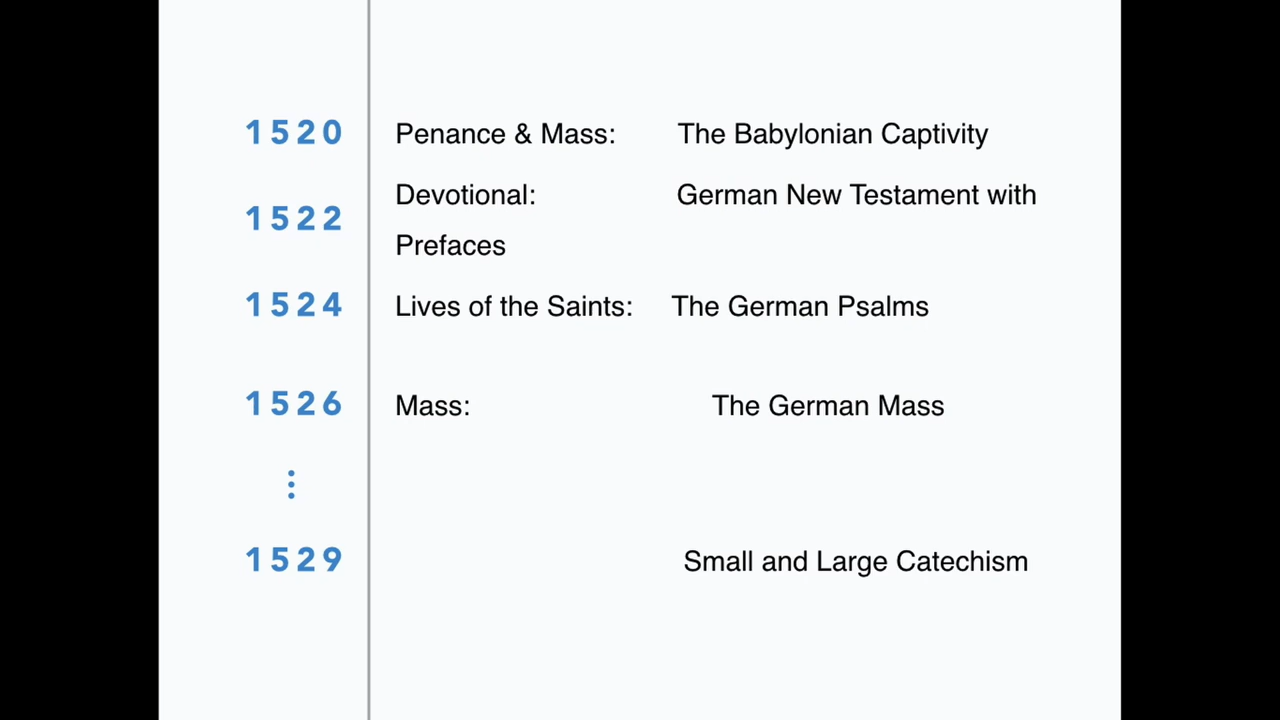 1520 Penance & Mass: The Babylonian Captivity
1522 Devotional: German New Testament with
Prefaces
1524 Lives of the Saints: The German Psalms
1526 Mass: The German Mass
1529 Small and Large Catechism